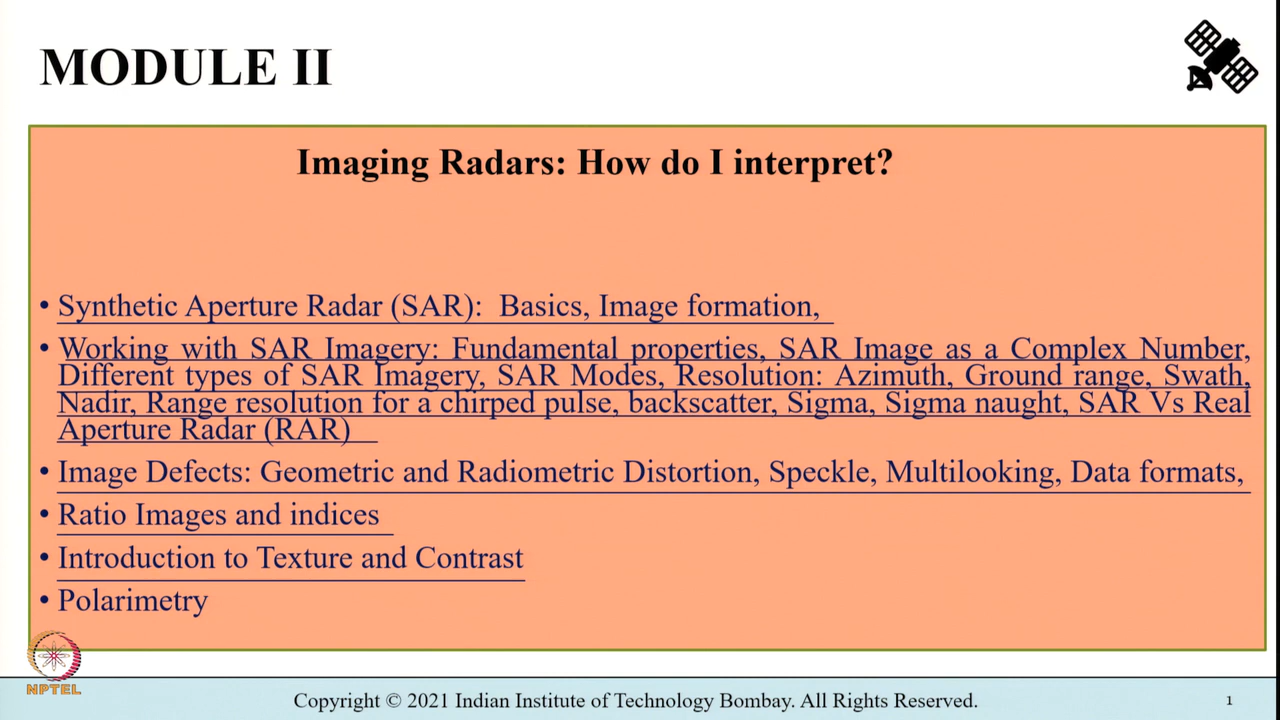 MODULE II
Imaging Radars: How do I interpret?
• Synthetic Aperture Radar (SAR): Basics, Image formation,
• Working with SAR Imagery: Fundamental properties, SAR Image as a Complex Number,
Different types of SAR Imagery, SAR Modes, Resolution: Azimuth, Ground range, Swath,
Nadir, Range resolution for a chirped pulse, backscatter, Sigma, Sigma naught, SAR Vs Real
Aperture Radar (RAR)
• Image Defects: Geometric and Radiometric Distortion, Speckle, Multilooking, Data formats,
• Ratio Images and indices
• Introduction to Texture and Contrast
• Polarimetry
NPTEL
Copyright © 2021 Indian Institute of Technology Bombay. All Rights Reserved.
1